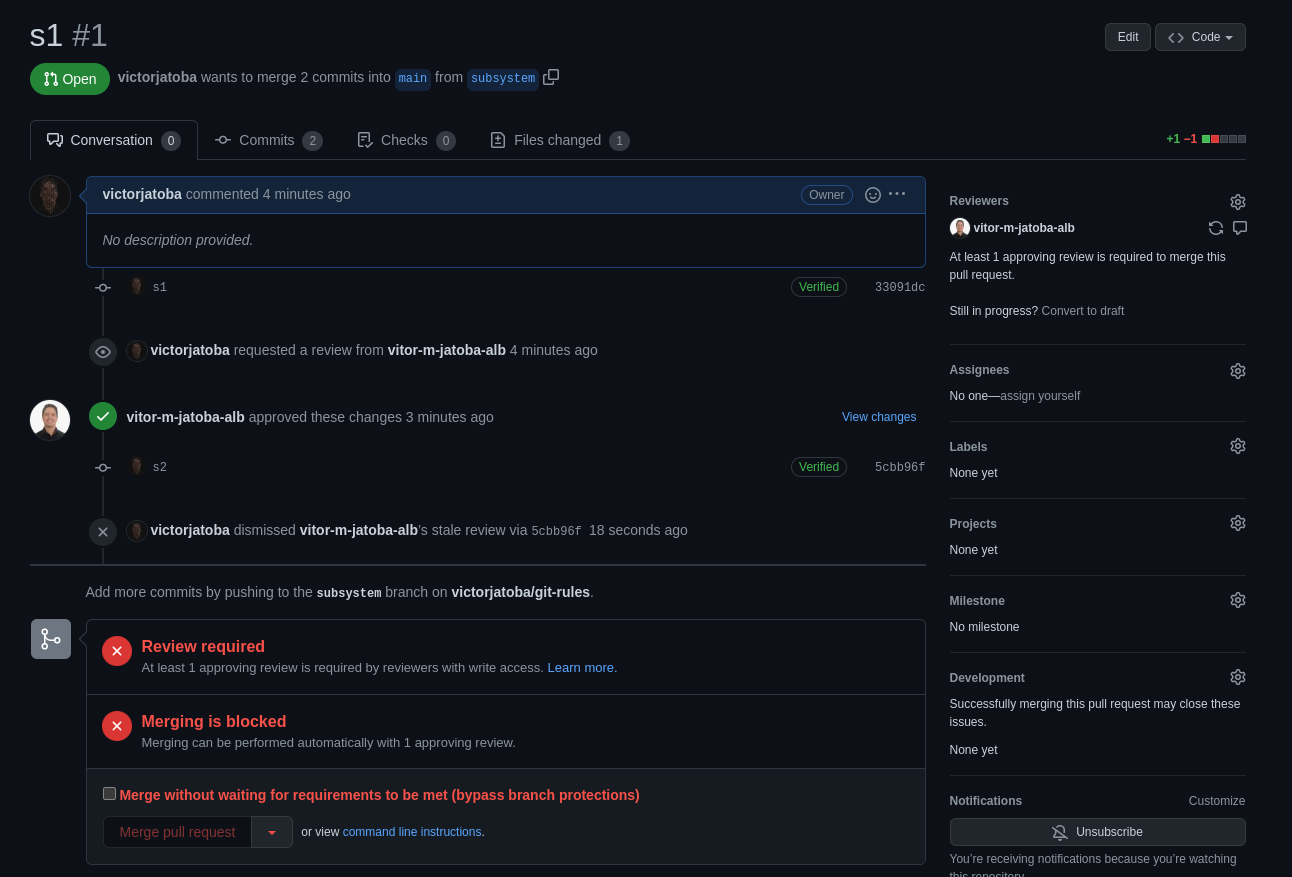 s1 #1
Edit
Code
Open
victorjatoba wants to merge 2 commits into main from subsystem
Conversation 0
Commits 2
Checks 0
Files changed 1
+1 −1
victorjatoba commented 4 minutes ago
Owner
No description provided.
s1
Verified
33091dc
victorjatoba requested a review from vitor-m-jatoba-alb 4 minutes ago
vitor-m-jatoba-alb approved these changes 3 minutes ago
View changes
s2
Verified
5cbb96f
victorjatoba dismissed vitor-m-jatoba-alb's stale review via 5cbb96f 18 seconds ago
Add more commits by pushing to the subsystem branch on victorjatoba/git-rules.
Review required
At least 1 approving review is required by reviewers with write access. Learn more.
Merging is blocked
Merging can be performed automatically with 1 approving review.
Merge without waiting for requirements to be met (bypass branch protections)
Merge pull request
or view command line instructions.
Reviewers
vitor-m-jatoba-alb
At least 1 approving review is required to merge this
pull request.
Still in progress? Convert to draft
Assignees
No one—assign yourself
Labels
None yet
Projects
None yet
Milestone
No milestone
Development
Successfully merging this pull request may close these
issues.
None yet
Notifications
Customize
Unsubscribe
You're receiving notifications because you're watching
this repository.